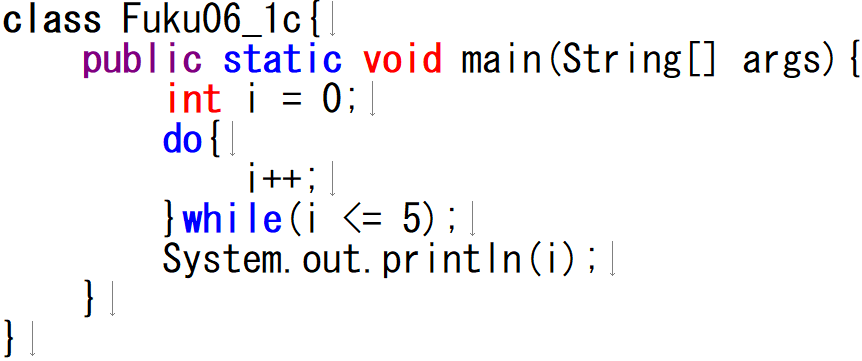 class Fuku06_1c{↓
    public static void main(String[] args){
        int i = 0;↓
        do{↓
            i++;↓
        }while(i <= 5);↓
        System.out.println(i);↓
    }↓
}↓